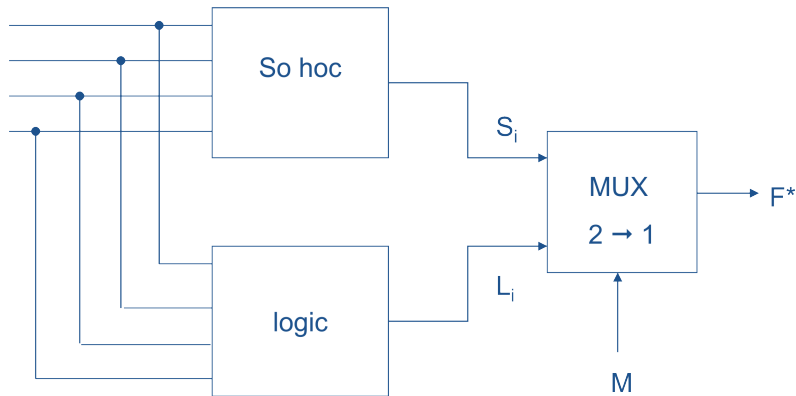 So hoc
Si
MUX
2 → 1
F*
Li
logic
M